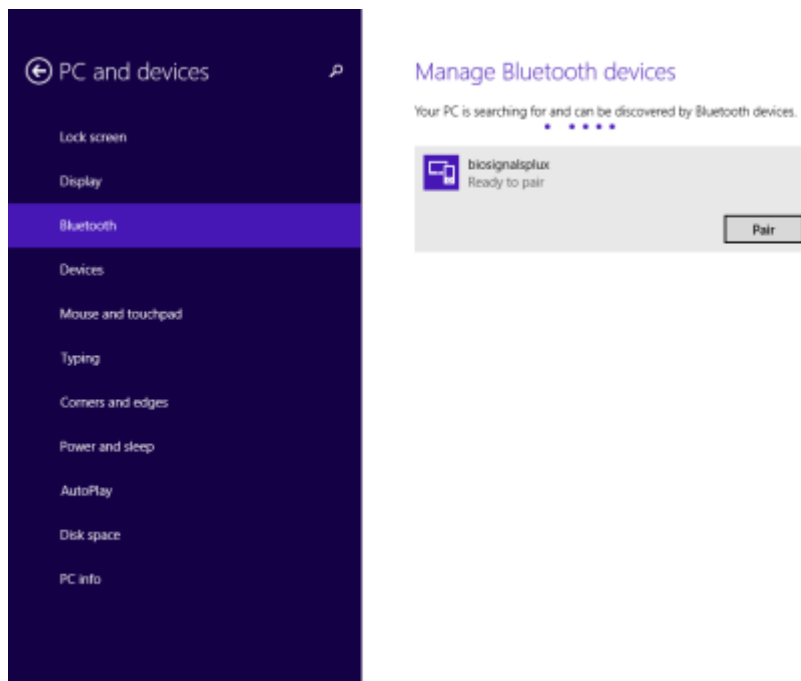 PC and devices
Lock screen
Display
Bluetooth
Devices
Mouse and touchpad
Typing
Corners and edges
Power and sleep
AutoPlay
Disk space
PC info
Manage Bluetooth devices
Your PC is searching for and can be discovered by Bluetooth devices.
biosignalsplux
Ready to pair
Pair